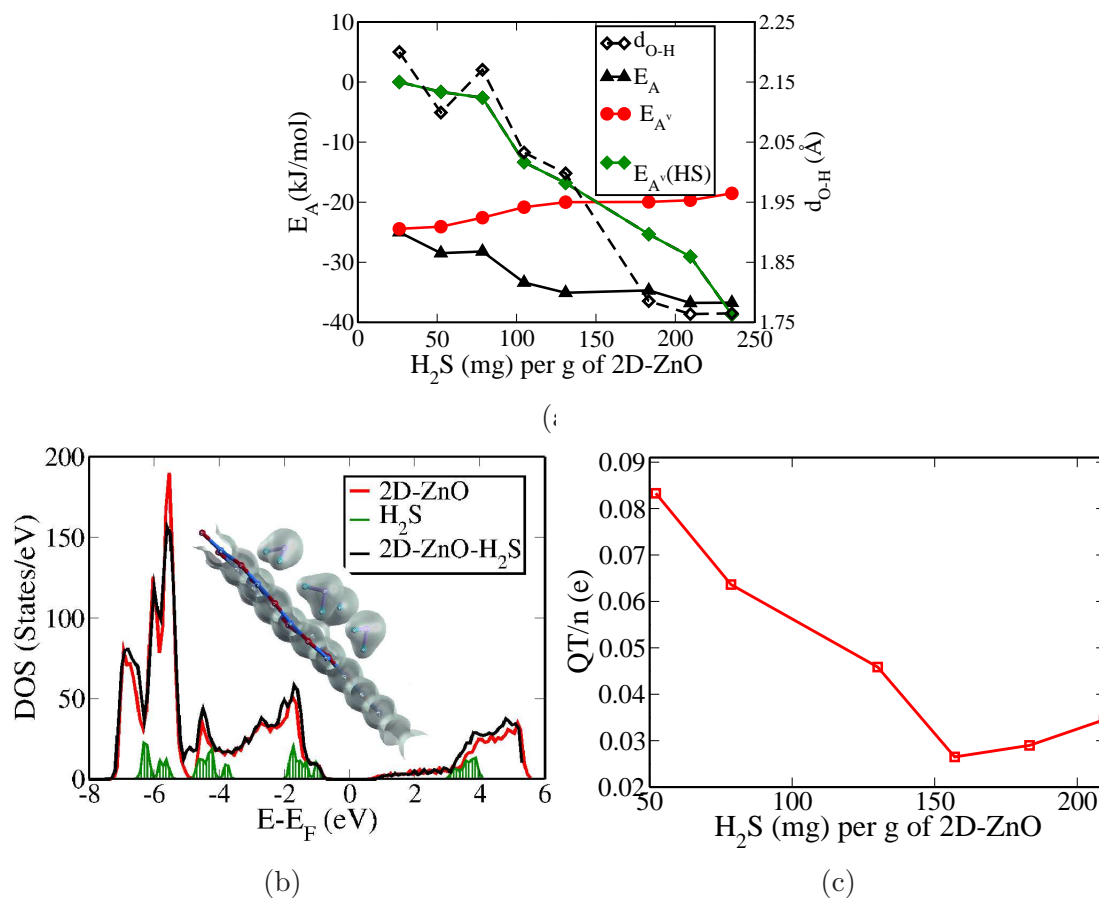 10
0
-10
-20
-30
-40
E_A(kJ/mol)
d_O-H
E_A
E_A^v
E_A^v(HS)
2.25
2.15
2.05
1.95
1.85
1.75
d_O-H (Å)
0 50 100 150 200 250
H₂S (mg) per g of 2D-ZnO
200
150
100
50
0
DOS (States/eV)
2D-ZnO
H₂S
2D-ZnO-H₂S
-8 -6 -4 -2 0 2 4 6
E-E_F (eV)
(b)
0.09
0.08
0.07
0.06
0.05
0.04
0.03
0.02
QT/n (e)
50 100 150 200
H₂S (mg) per g of 2D-ZnO
(c)